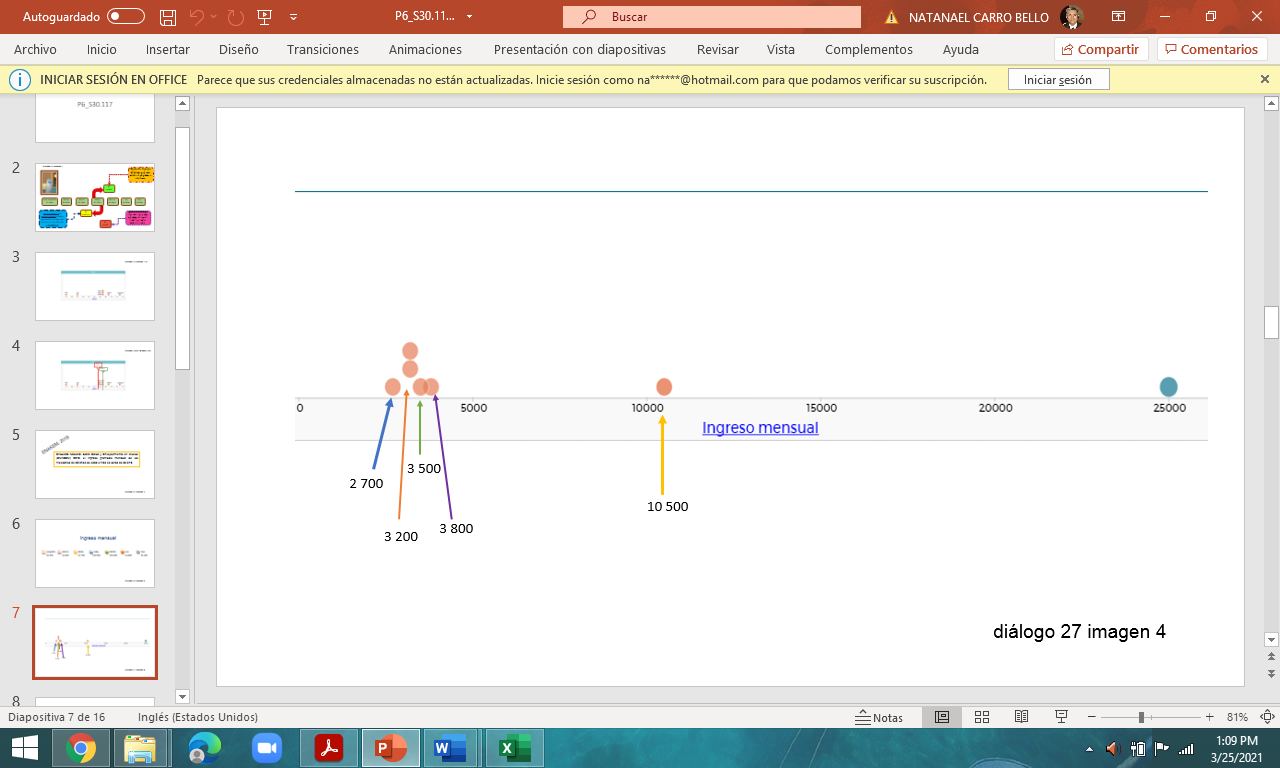 Autoguardado
P6_S30.11...
Buscar
NATANAEL CARRO BELLO
Archivo Inicio Insertar Diseño Transiciones Animaciones Presentación con diapositivas Revisar Vista Complementos Ayuda Compartir Comentarios
INICIAR SESIÓN EN OFFICE Parece que sus credenciales almacenadas no están actualizadas. Inicie sesión como na******@hotmail.com para que podamos verificar su suscripción. Iniciar sesión
P6_S30.117
2
3
4
5
6
Ingreso mensual
7
8
0 5000 10000 15000 20000 25000
Ingreso mensual
2 700
3 200
3 500
3 800
10 500
diálogo 27 imagen 4
Diapositiva 7 de 16 Inglés (Estados Unidos) Notas 81%
1:09 PM
3/25/2021